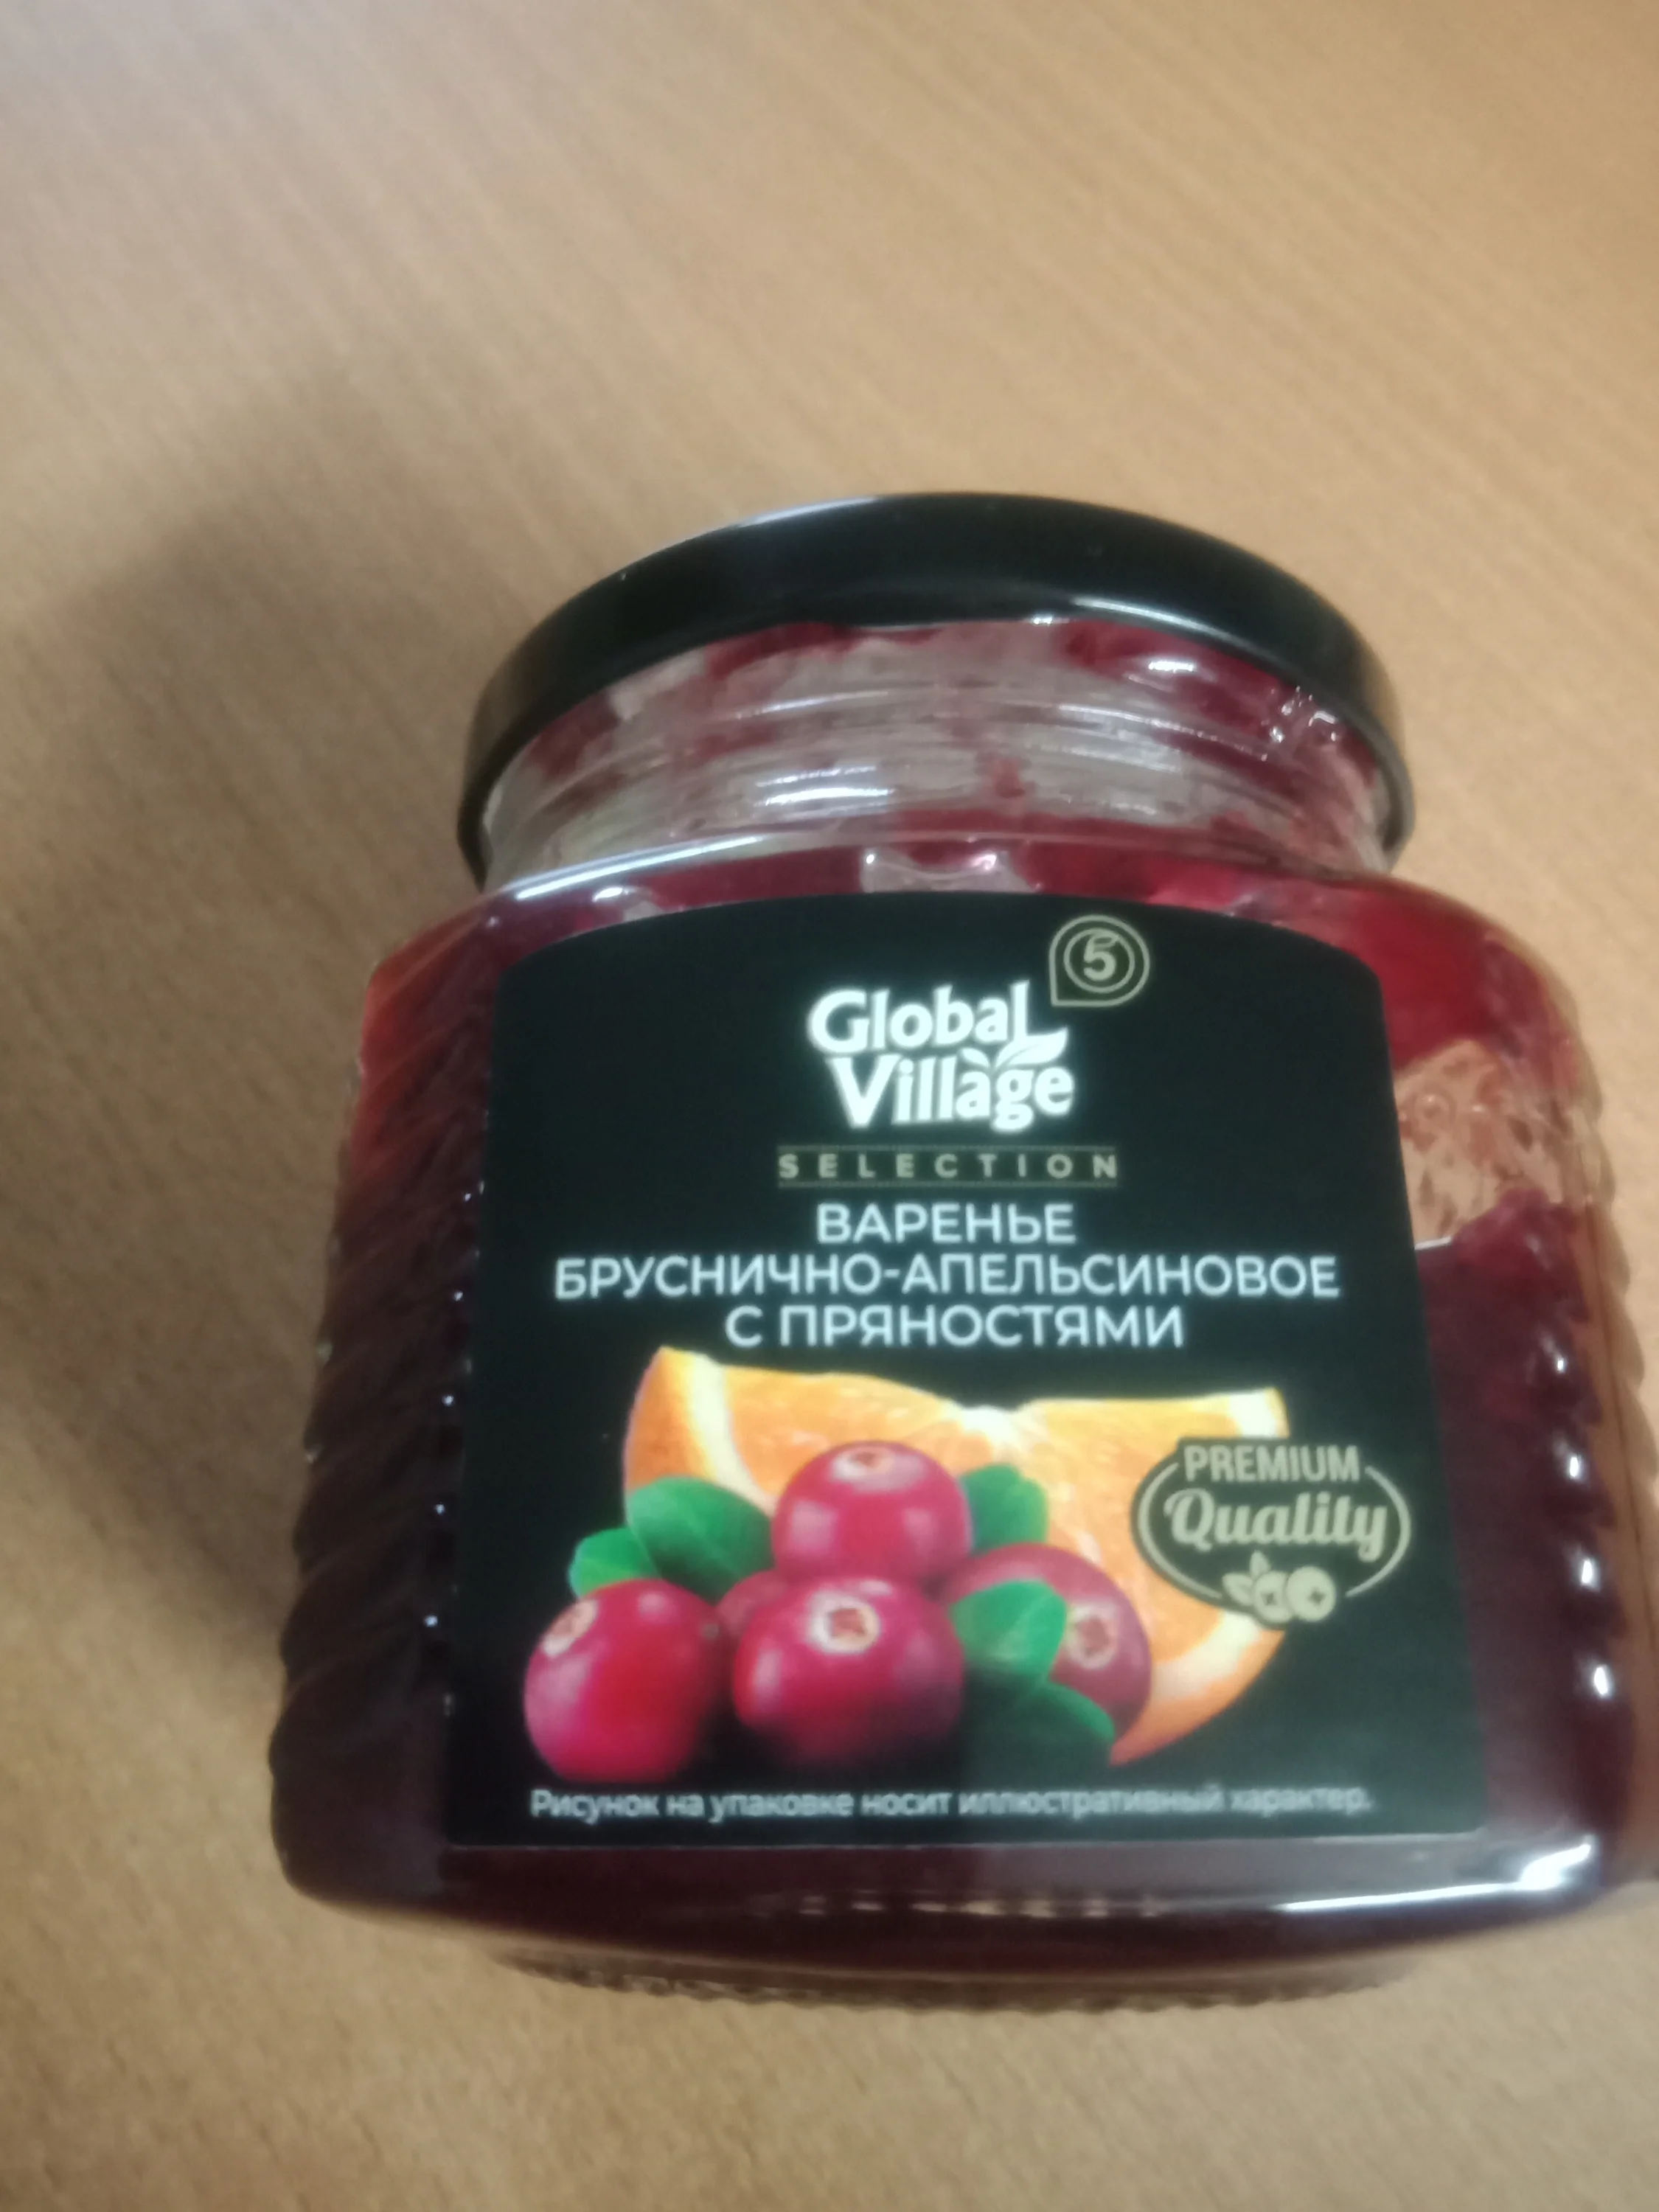 5
Global
Village
SELECTION
ВАРЕНЬЕ
БРУСНИЧНО-АПЕЛЬСИНОВОЕ
С ПРЯНОСТЯМИ
PREMIUM
Quality
Рисунок на упаковке носит иллюстративный характер.